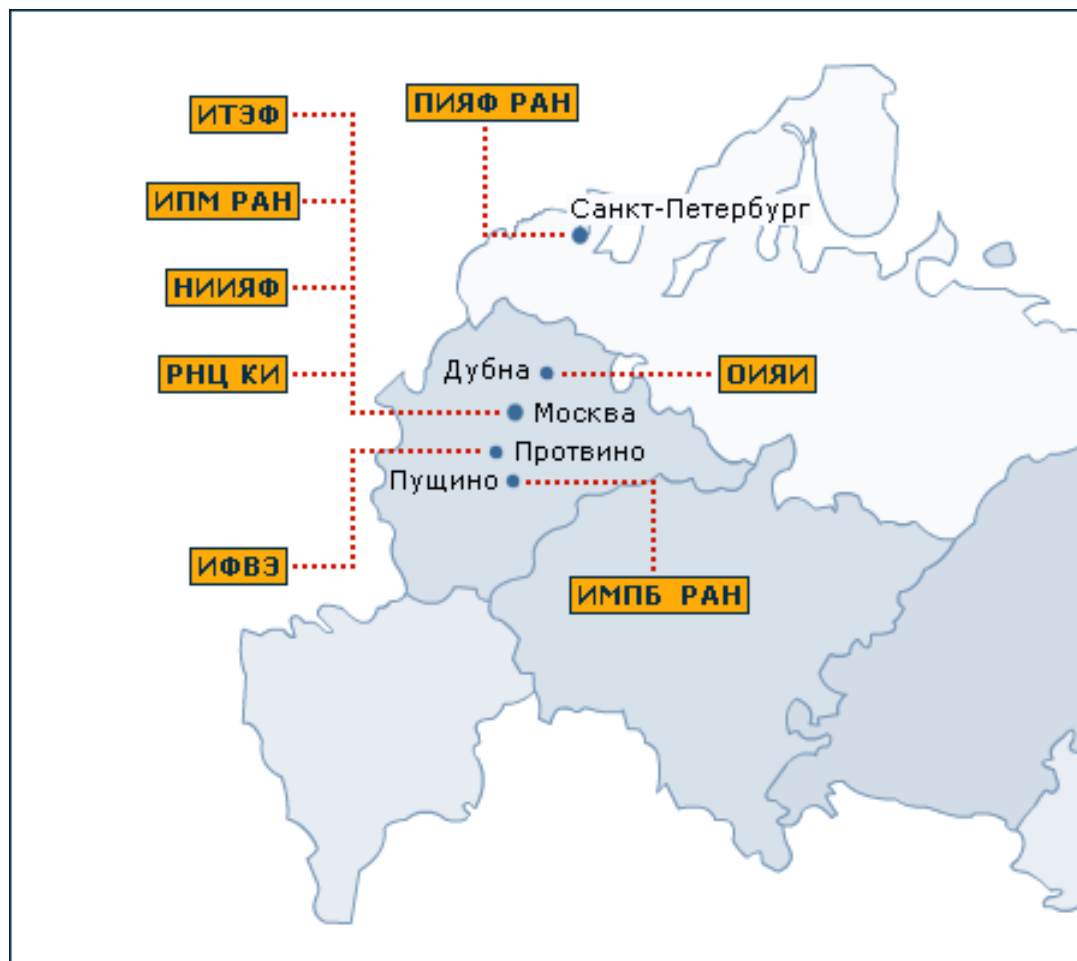 ПИЯФ РАН
ИТЭФ
ИПМ РАН
Санкт-Петербург
НИИЯФ
Дубна
ОИЯИ
РНЦ КИ
Москва
Протвино
Пущино
ИФВЭ
ИМПБ РАН